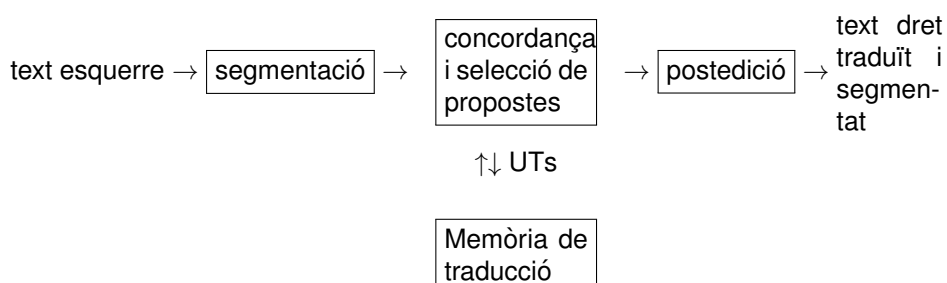 text esquerre → segmentació →
concordança
i selecció de
propostes
→ postedició →
text dret
traduït i
segmen-
tat
↑↓ UTs
Memòria de
traducció